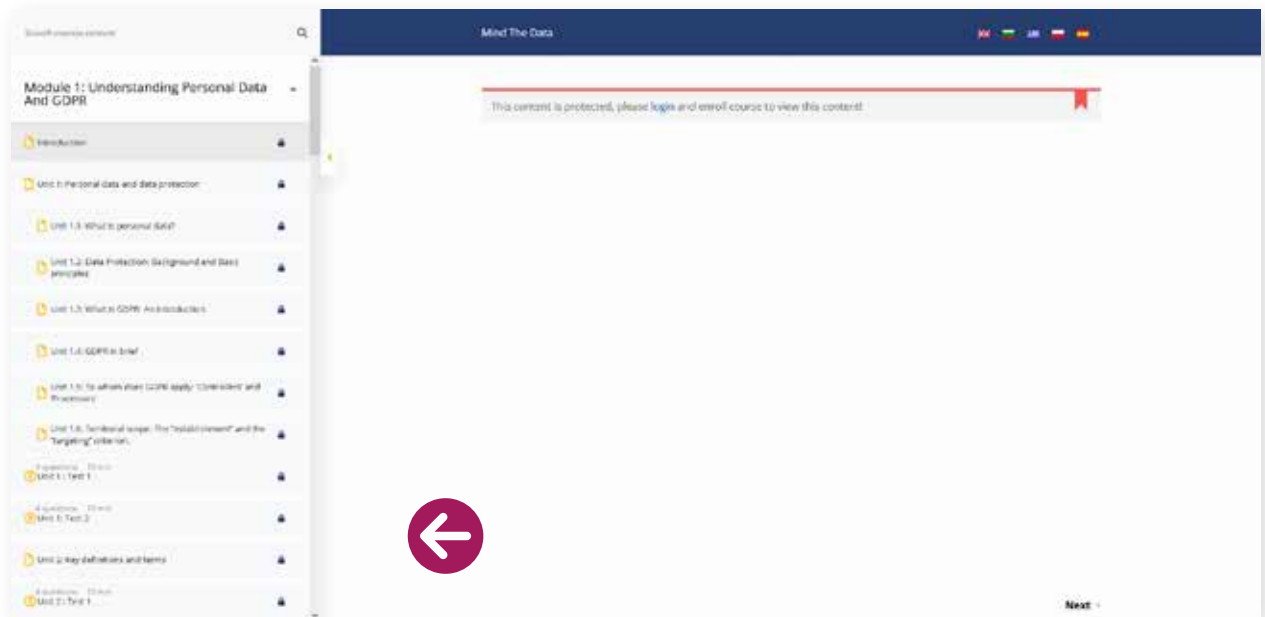 Search courses content
Mind The Data
Module 1: Understanding Personal Data
And GDPR
This content is protected, please login and enroll course to view this content!
Introduction
Unit 1: Personal data and data protection
Unit 1.1: What is personal data?
Unit 1.2: Data Protection: Background and Basic
principles
Unit 1.3: What is GDPR: An introduction
Unit 1.4: GDPR in brief
Unit 1.5: To whom does GDPR apply: "Controllers" and
"Processors"
Unit 1.6: Territorial scope: The "establishment" and the
"targeting" criterion.
Unit 1: Test 1
Unit 1: Test 2
Unit 2: Key definitions and terms
Unit 2: Test 1
Next